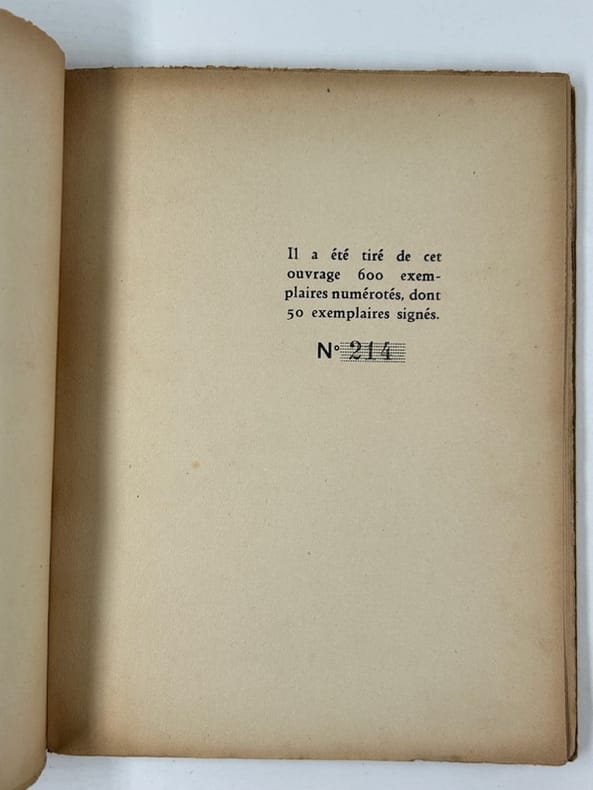 Il a été tiré de cet
ouvrage 600 exem-
plaires numérotés, dont
50 exemplaires signés.
N° 214